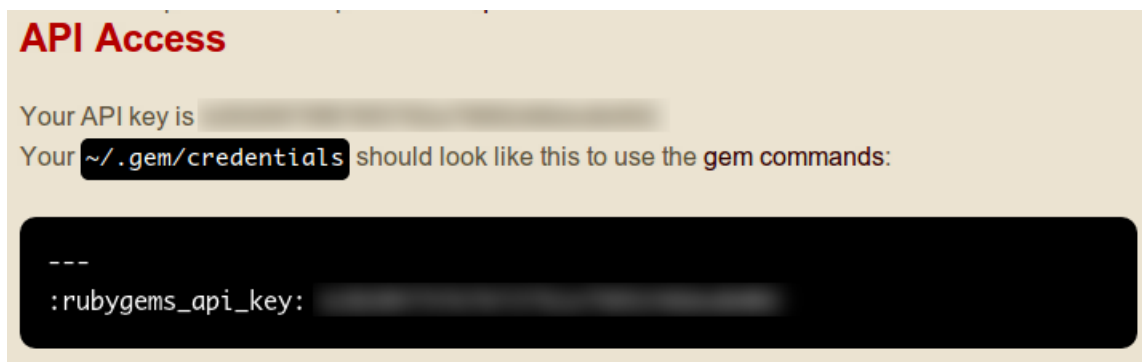 API Access
Your API key is
Your ~/.gem/credentials should look like this to use the gem commands:
---
:rubygems_api_key: